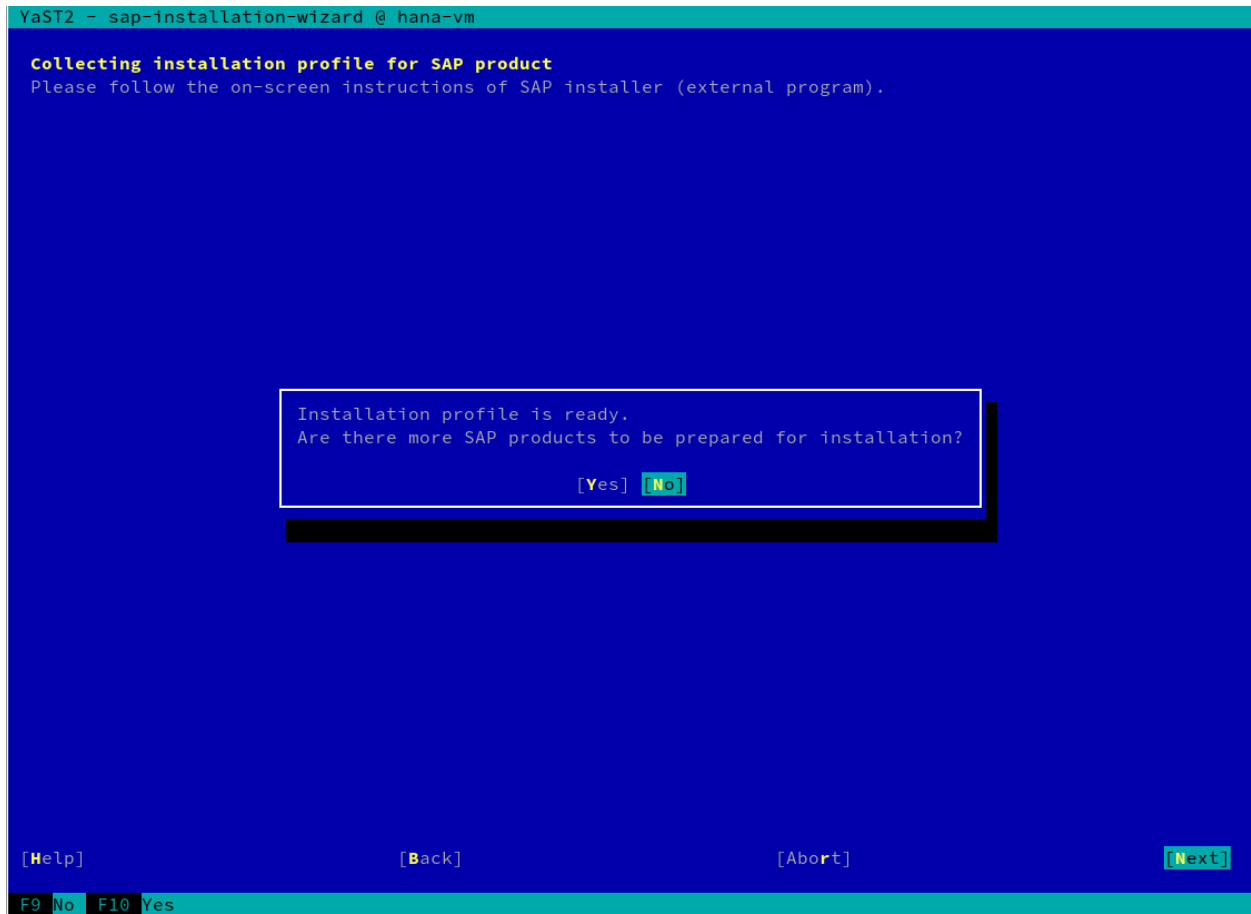 YaST2 - sap-installation-wizard @ hana-vm
Collecting installation profile for SAP product
Please follow the on-screen instructions of SAP installer (external program).
Installation profile is ready.
Are there more SAP products to be prepared for installation?
[Yes] [No]
[Help] [Back] [Abort] [Next]
F9 No F10 Yes